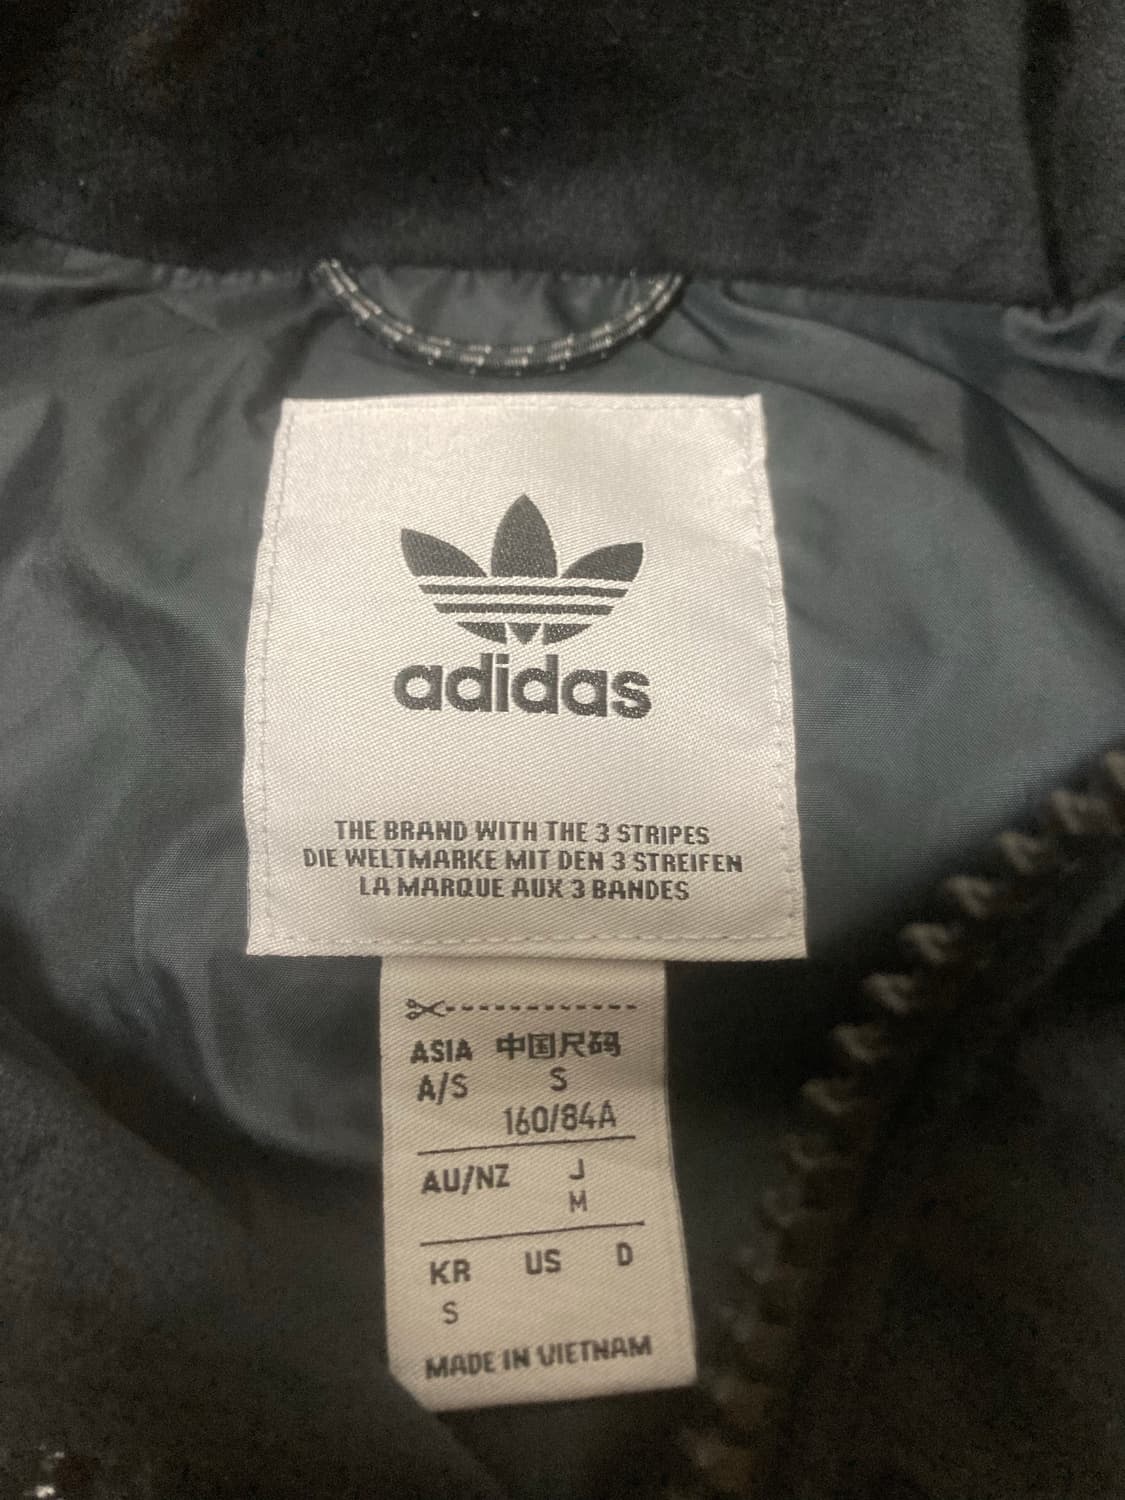 adidas
THE BRAND WITH THE 3 STRIPES
DIE WELTMARKE MIT DEN 3 STREIFEN
LA MARQUE AUX 3 BANDES
ASIA 中国尺码
A/S S
160/84A
AU/NZ J
M
KR US D
S
MADE IN VIETNAM